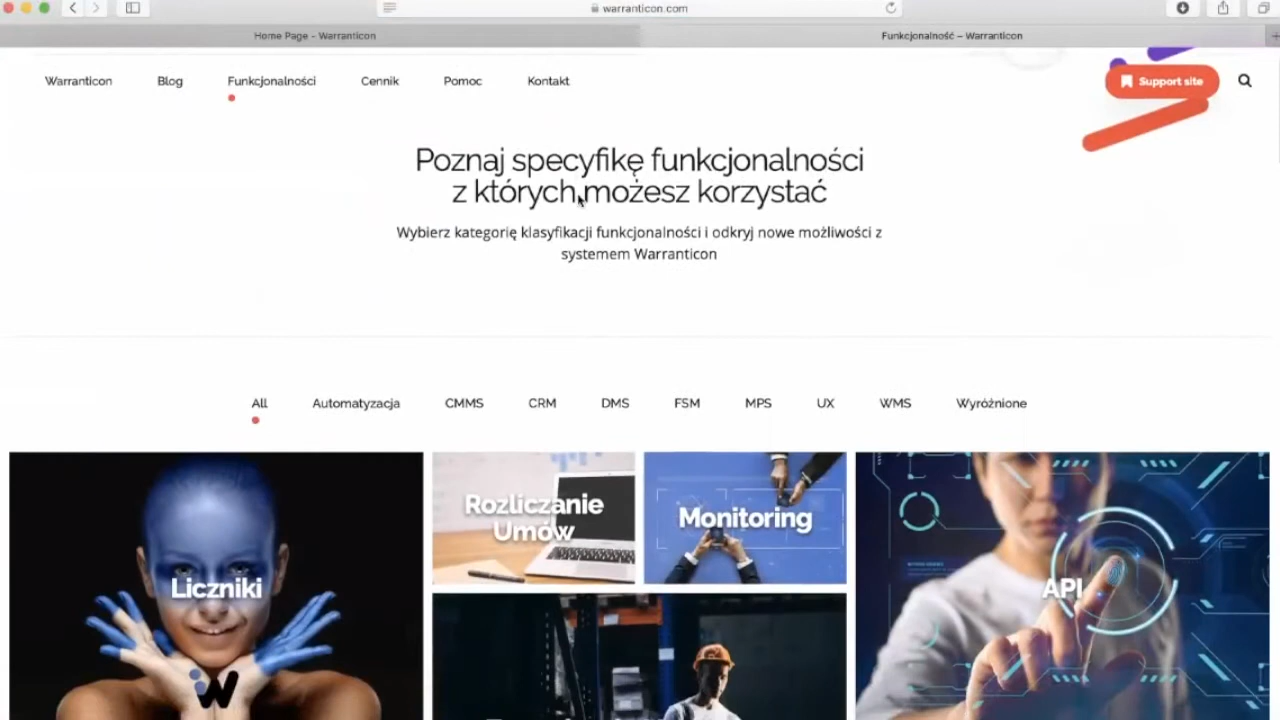 warranticon.com
Home Page - Warranticon
Funkcjonalność – Warranticon
Warranticon Blog Funkcjonalności Cennik Pomoc Kontakt Support site
Poznaj specyfikę funkcjonalności
z których możesz korzystać
Wybierz kategorię klasyfikacji funkcjonalności i odkryj nowe możliwości z
systemem Warranticon
All Automatyzacja CMMS CRM DMS FSM MPS UX WMS Wyróżnione
Rozliczanie
Umów
Monitoring
Liczniki
API